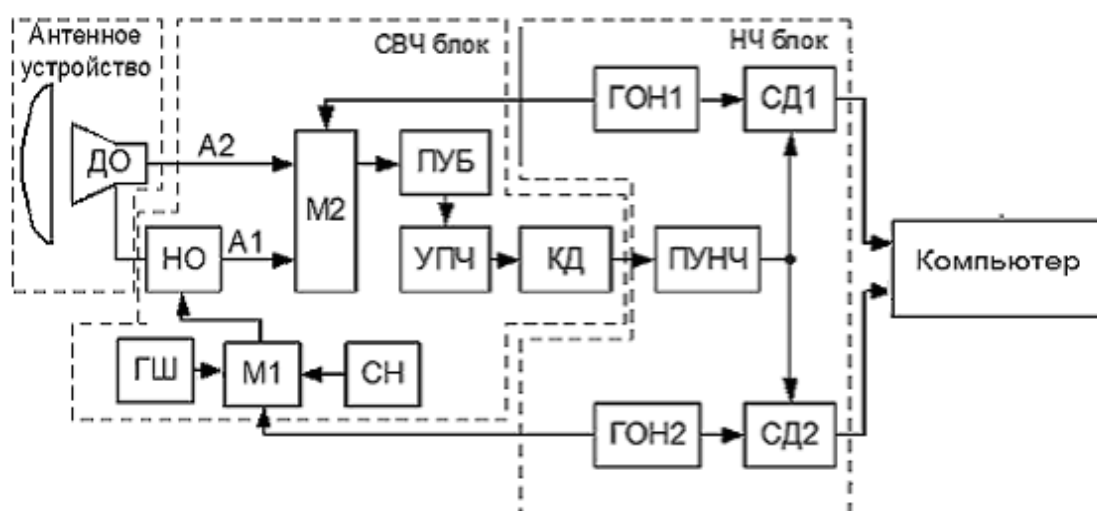 Антенное
устройство
СВЧ блок
НЧ блок
ГОН1
СД1
ДО
А2
ПУБ
М2
НО
А1
УПЧ
КД
ПУНЧ
Компьютер
ГШ
М1
СН
ГОН2
СД2